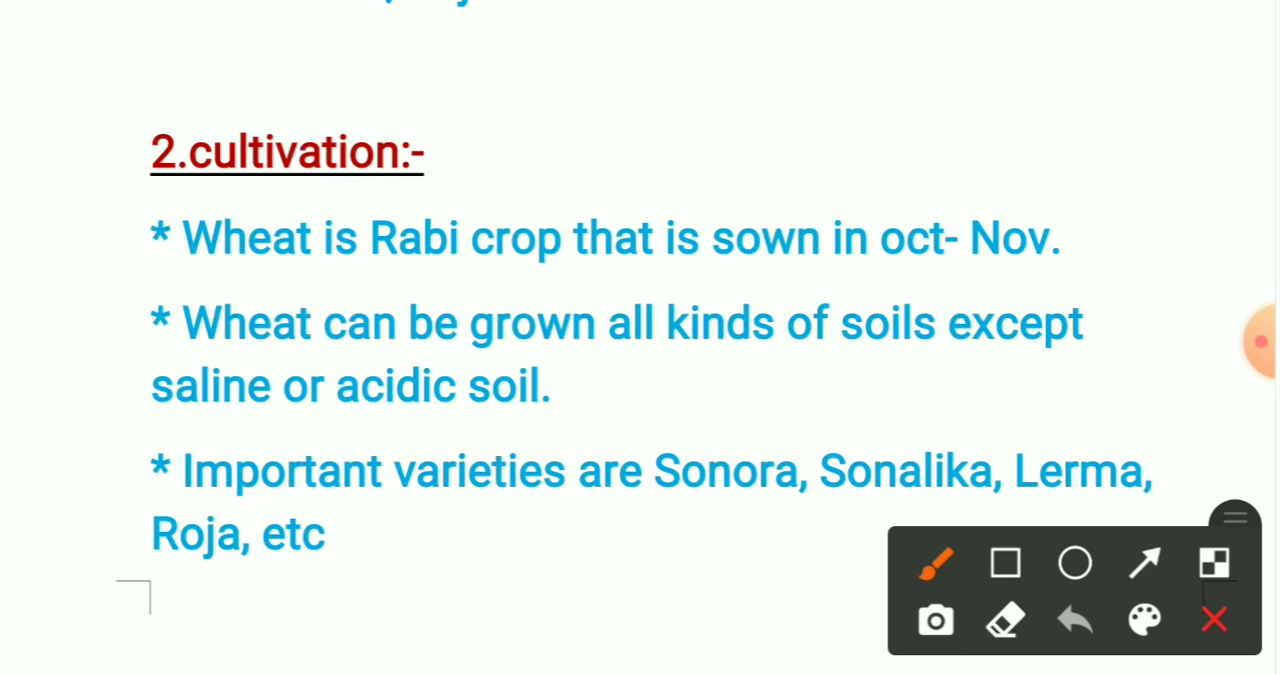 2.cultivation:-
* Wheat is Rabi crop that is sown in oct- Nov.
* Wheat can be grown all kinds of soils except
saline or acidic soil.
* Important varieties are Sonora, Sonalika, Lerma,
Roja, etc